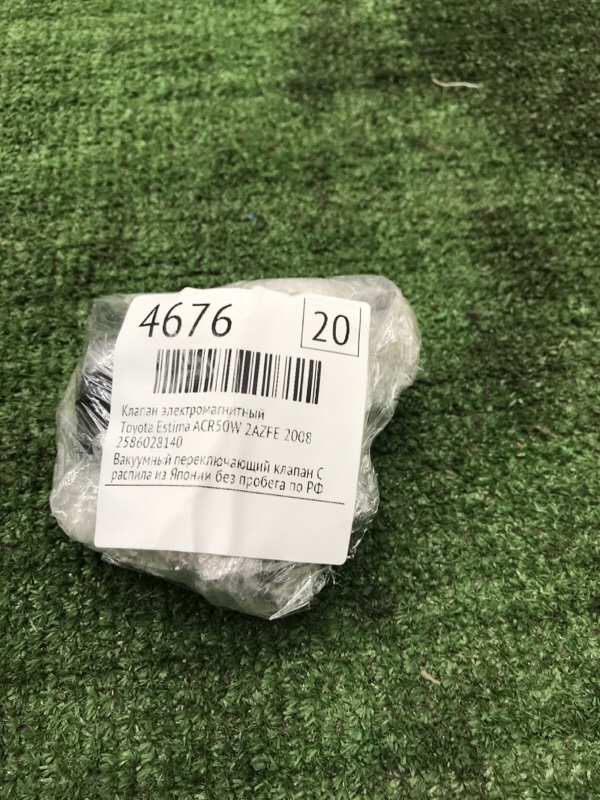 4676
20
Клапан электромагнитный
Toyota Estima ACR50W 2AZFE 2008
2586028140
Вакуумный переключающий клапан С
распила из Японии без пробега по РФ